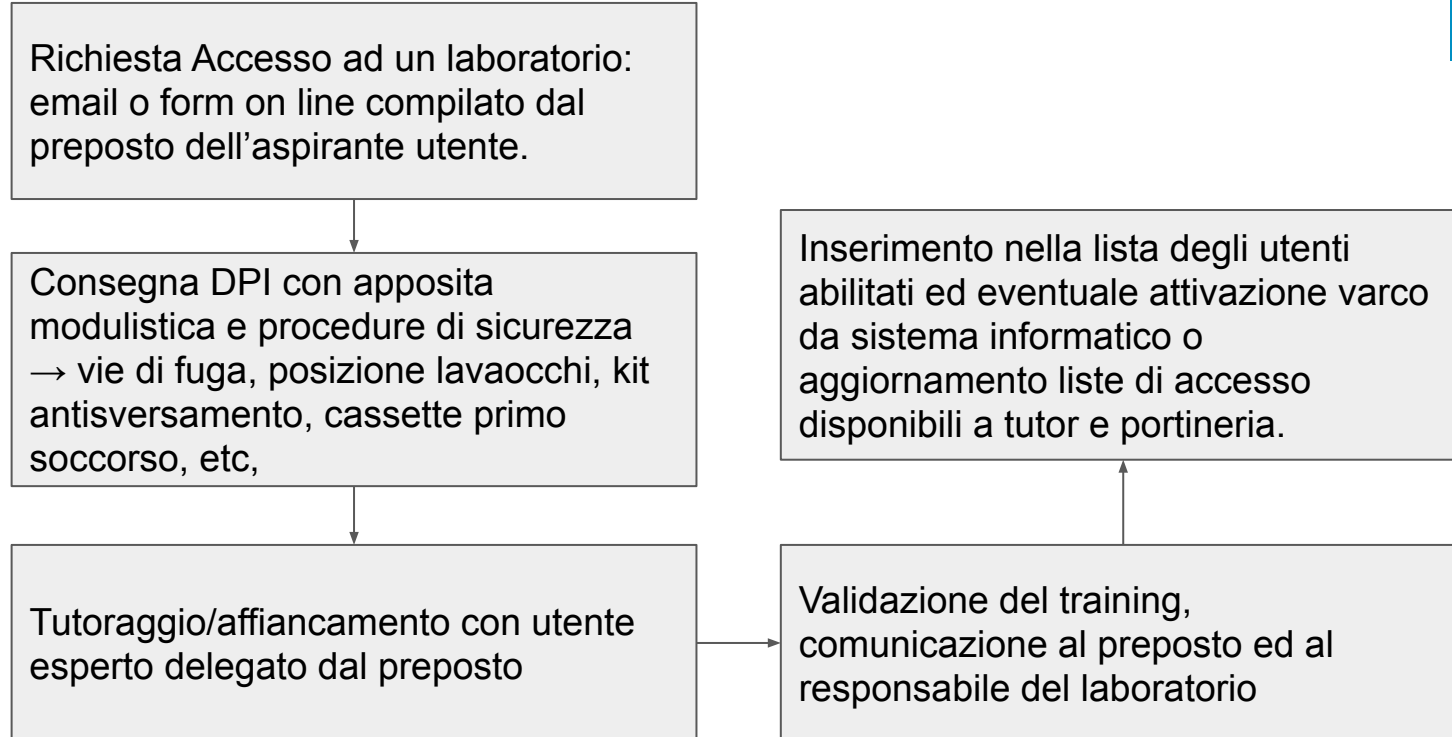 Richiesta Accesso ad un laboratorio:
email o form on line compilato dal
preposto dell’aspirante utente.
Consegna DPI con apposita
modulistica e procedure di sicurezza
→ vie di fuga, posizione lavaocchi, kit
antisversamento, cassette primo
soccorso, etc,
Tutoraggio/affiancamento con utente
esperto delegato dal preposto
Validazione del training,
comunicazione al preposto ed al
responsabile del laboratorio
Inserimento nella lista degli utenti
abilitati ed eventuale attivazione varco
da sistema informatico o
aggiornamento liste di accesso
disponibili a tutor e portineria.